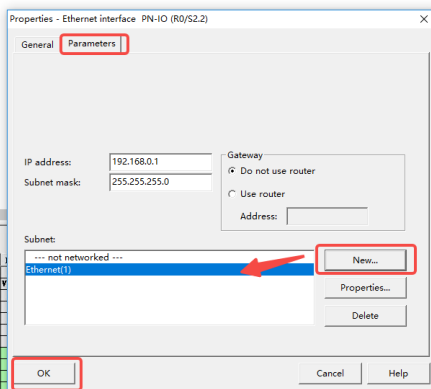 Properties - Ethernet interface PN-IO (R0/S2.2)
General Parameters
Gateway
IP address: 192.168.0.1
Do not use router
Subnet mask: 255.255.255.0
Use router
Address:
Subnet:
--- not networked ---
New...
Ethernet(1)
Properties...
Delete
OK
Cancel
Help